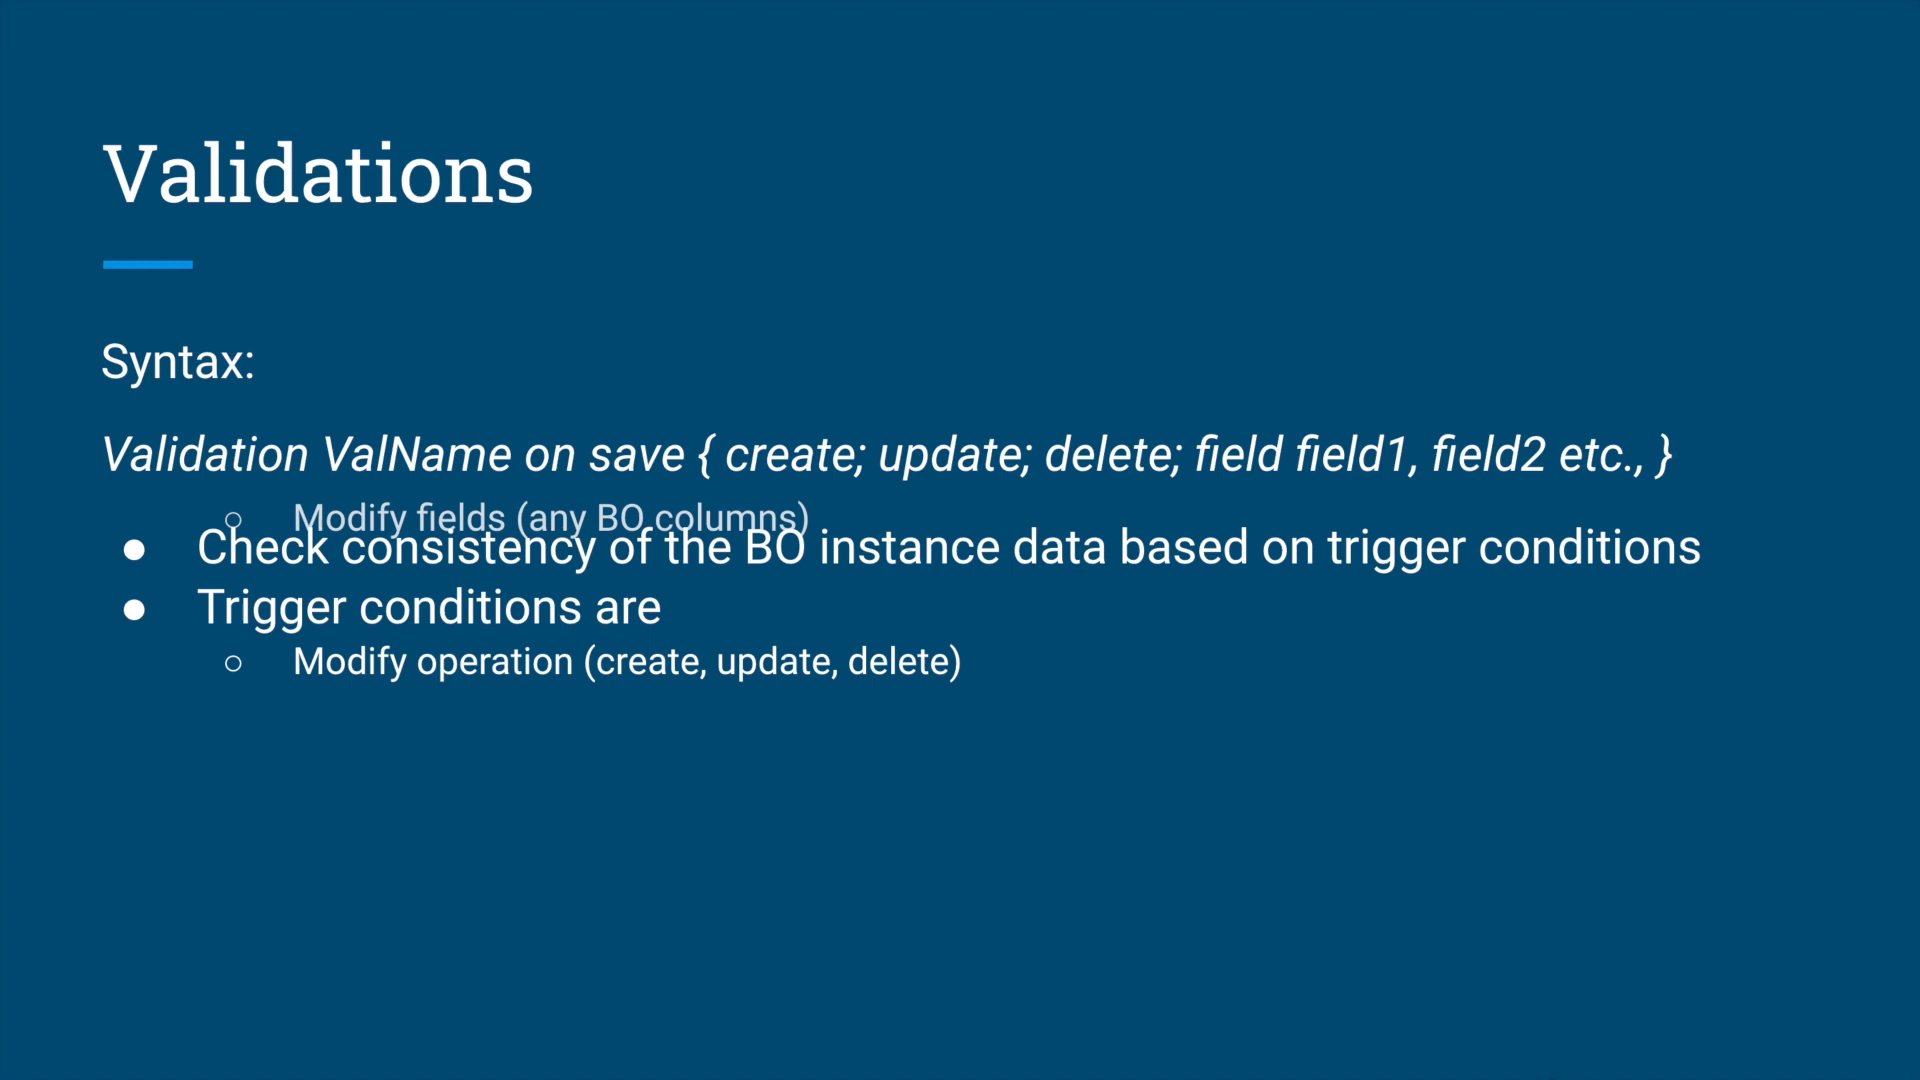 Validations
Syntax:
Validation ValName on save { create; update; delete; field field1, field2 etc., }
○ Modify fields (any BO columns)
● Check consistency of the BO instance data based on trigger conditions
● Trigger conditions are
○ Modify operation (create, update, delete)